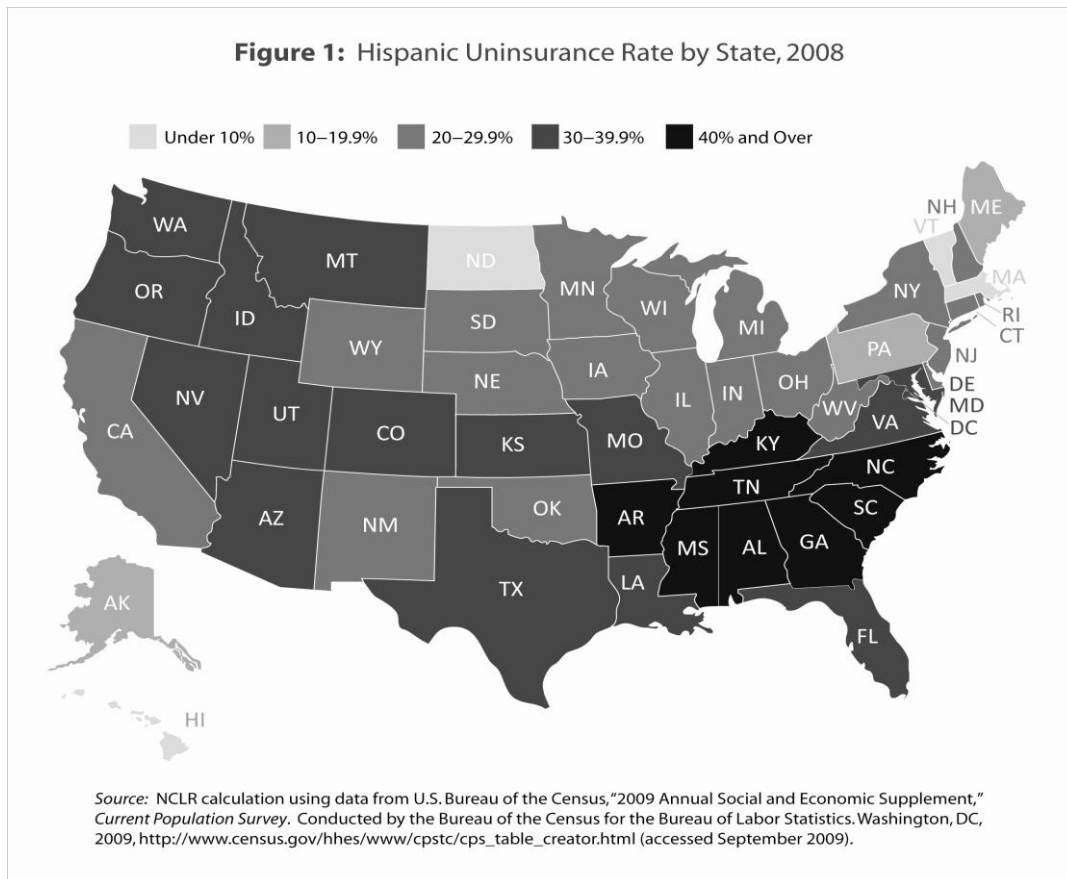 Figure 1: Hispanic Uninsurance Rate by State, 2008
Under 10% 10–19.9% 20–29.9% 30–39.9% 40% and Over
WA
MT
ND
MN
VT
NH
ME
OR
ID
SD
WI
MI
NY
MA
RI
CT
WY
NE
IA
PA
NJ
NV
UT
CO
KS
MO
IL
IN
OH
WV
VA
DE
MD
DC
CA
KY
NC
TN
AZ
NM
OK
AR
SC
MS
AL
GA
TX
LA
FL
AK
HI
Source: NCLR calculation using data from U.S. Bureau of the Census, “2009 Annual Social and Economic Supplement,”
Current Population Survey. Conducted by the Bureau of the Census for the Bureau of Labor Statistics. Washington, DC,
2009, http://www.census.gov/hhes/www/cpstc/cps_table_creator.html (accessed September 2009).